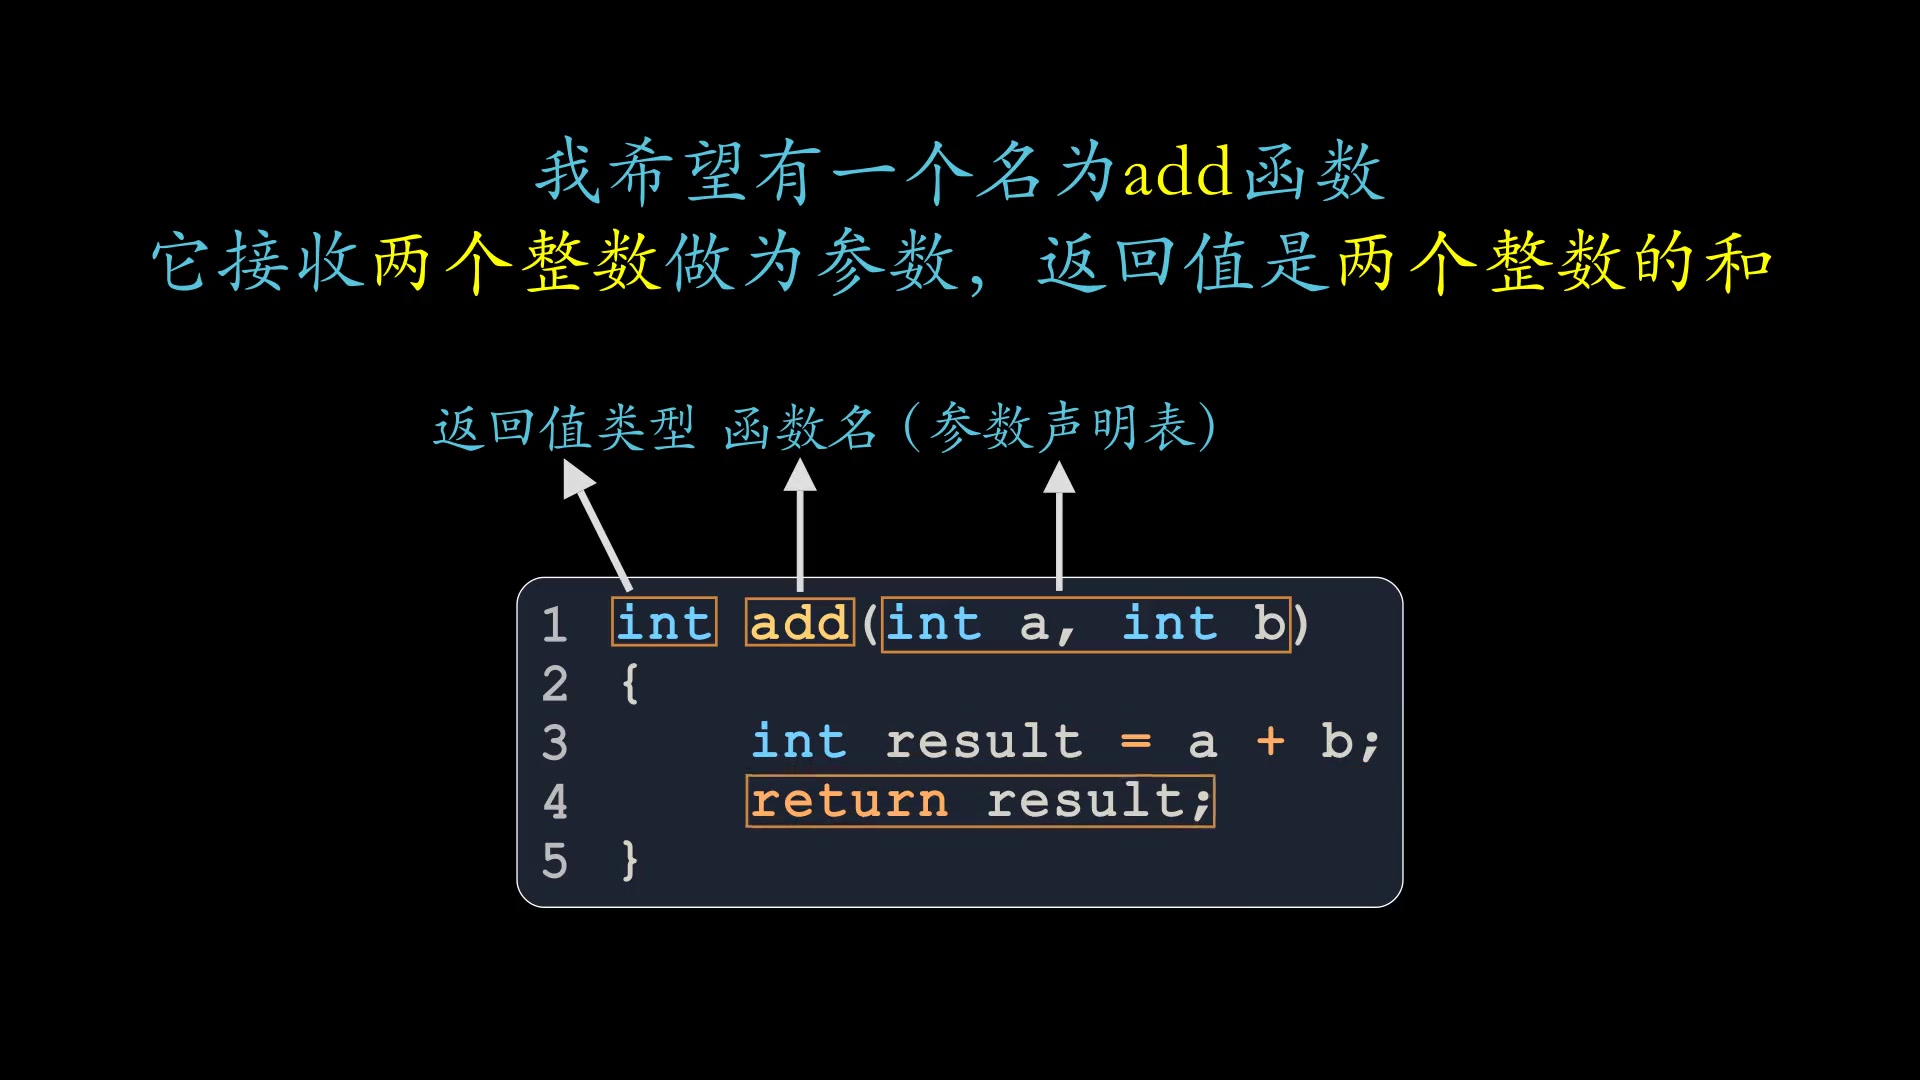 我希望有一个名为add函数
它接收两个整数做为参数，返回值是两个整数的和
返回值类型 函数名（参数声明表）
1 int add(int a, int b)
2 {
3 int result = a + b;
4 return result;
5 }